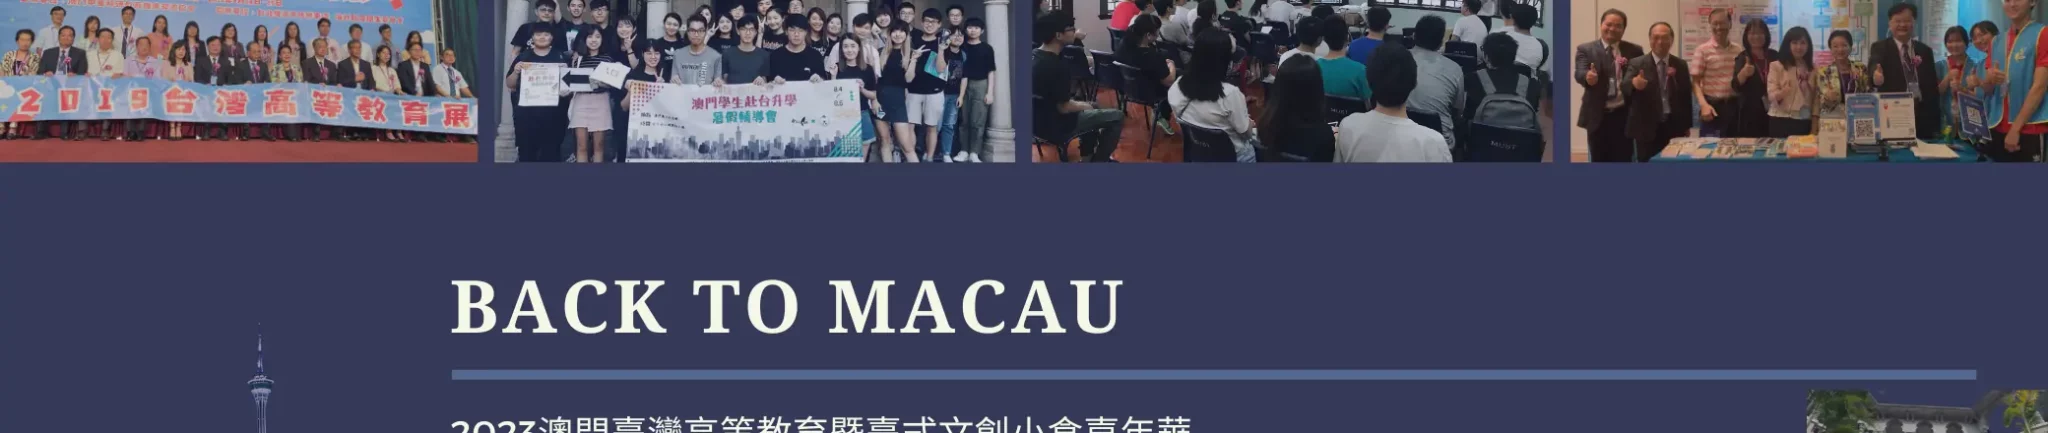 2019台灣高等教育展
澳門學生赴台升學
暑假輔導會
BACK TO MACAU
2023澳門臺灣高等教育暨臺式文創小食嘉年華